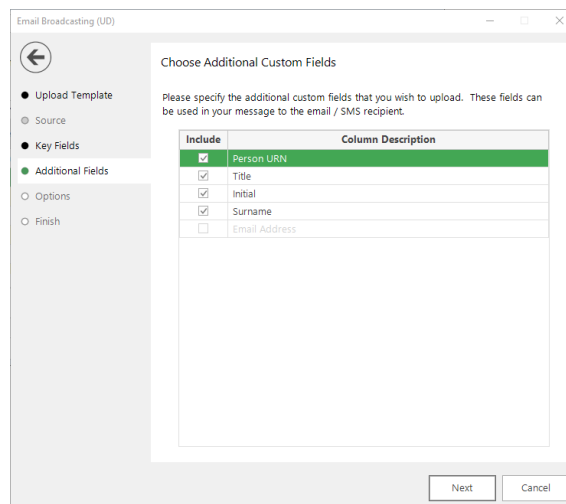 Email Broadcasting (UD)
Choose Additional Custom Fields
Upload Template
Source
Key Fields
Additional Fields
Options
Finish
Please specify the additional custom fields that you wish to upload. These fields can
be used in your message to the email / SMS recipient.
Include Column Description
Person URN
Title
Initial
Surname
Email Address
Next Cancel